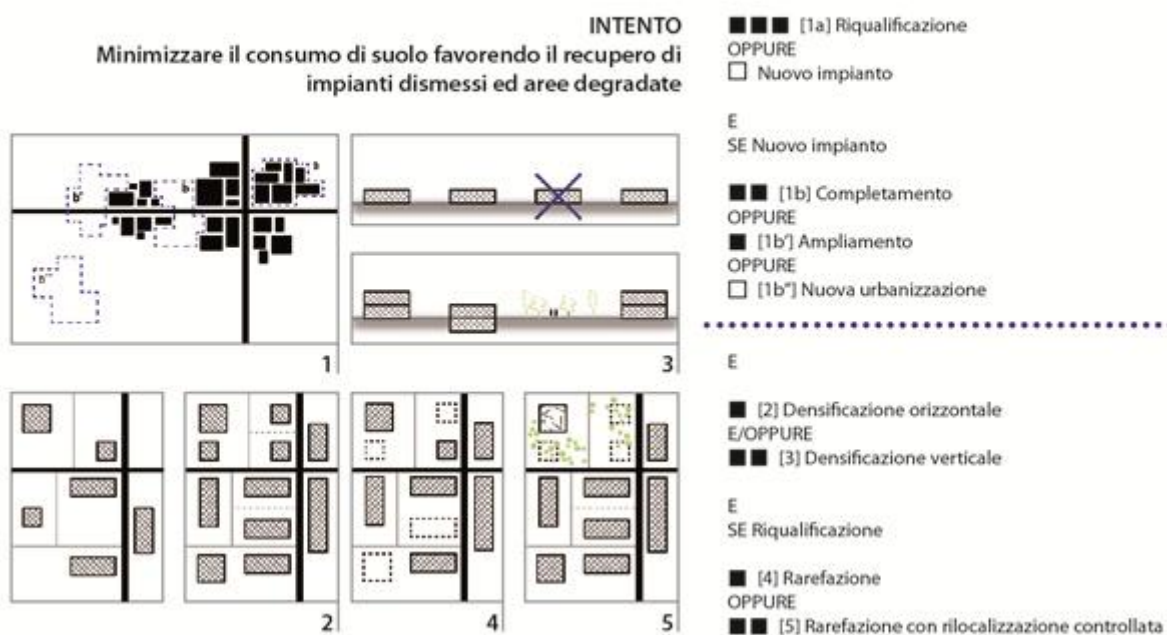 INTENTO
Minimizzare il consumo di suolo favorendo il recupero di
impianti dismessi ed aree degradate
b''
b'
b
b
1
3
2
4
5
[1a] Riqualificazione
OPPURE
Nuovo impianto
E
SE Nuovo impianto
[1b] Completamento
OPPURE
[1b'] Ampliamento
OPPURE
[1b"] Nuova urbanizzazione
E
[2] Densificazione orizzontale
E/OPPURE
[3] Densificazione verticale
E
SE Riqualificazione
[4] Rarefazione
OPPURE
[5] Rarefazione con rilocalizzazione controllata